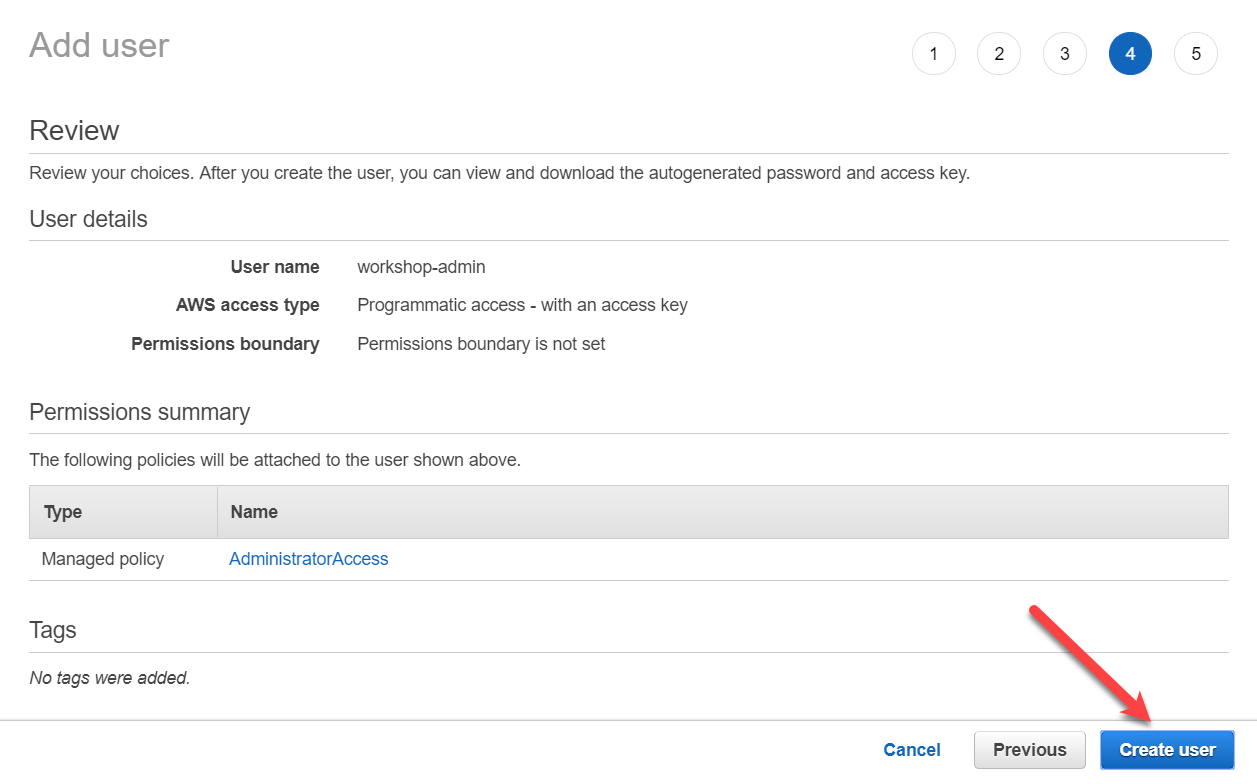 Add user
1 2 3 4 5
Review
Review your choices. After you create the user, you can view and download the autogenerated password and access key.
User details
User name workshop-admin
AWS access type Programmatic access - with an access key
Permissions boundary Permissions boundary is not set
Permissions summary
The following policies will be attached to the user shown above.
Type Name
Managed policy AdministratorAccess
Tags
No tags were added.
Cancel Previous Create user